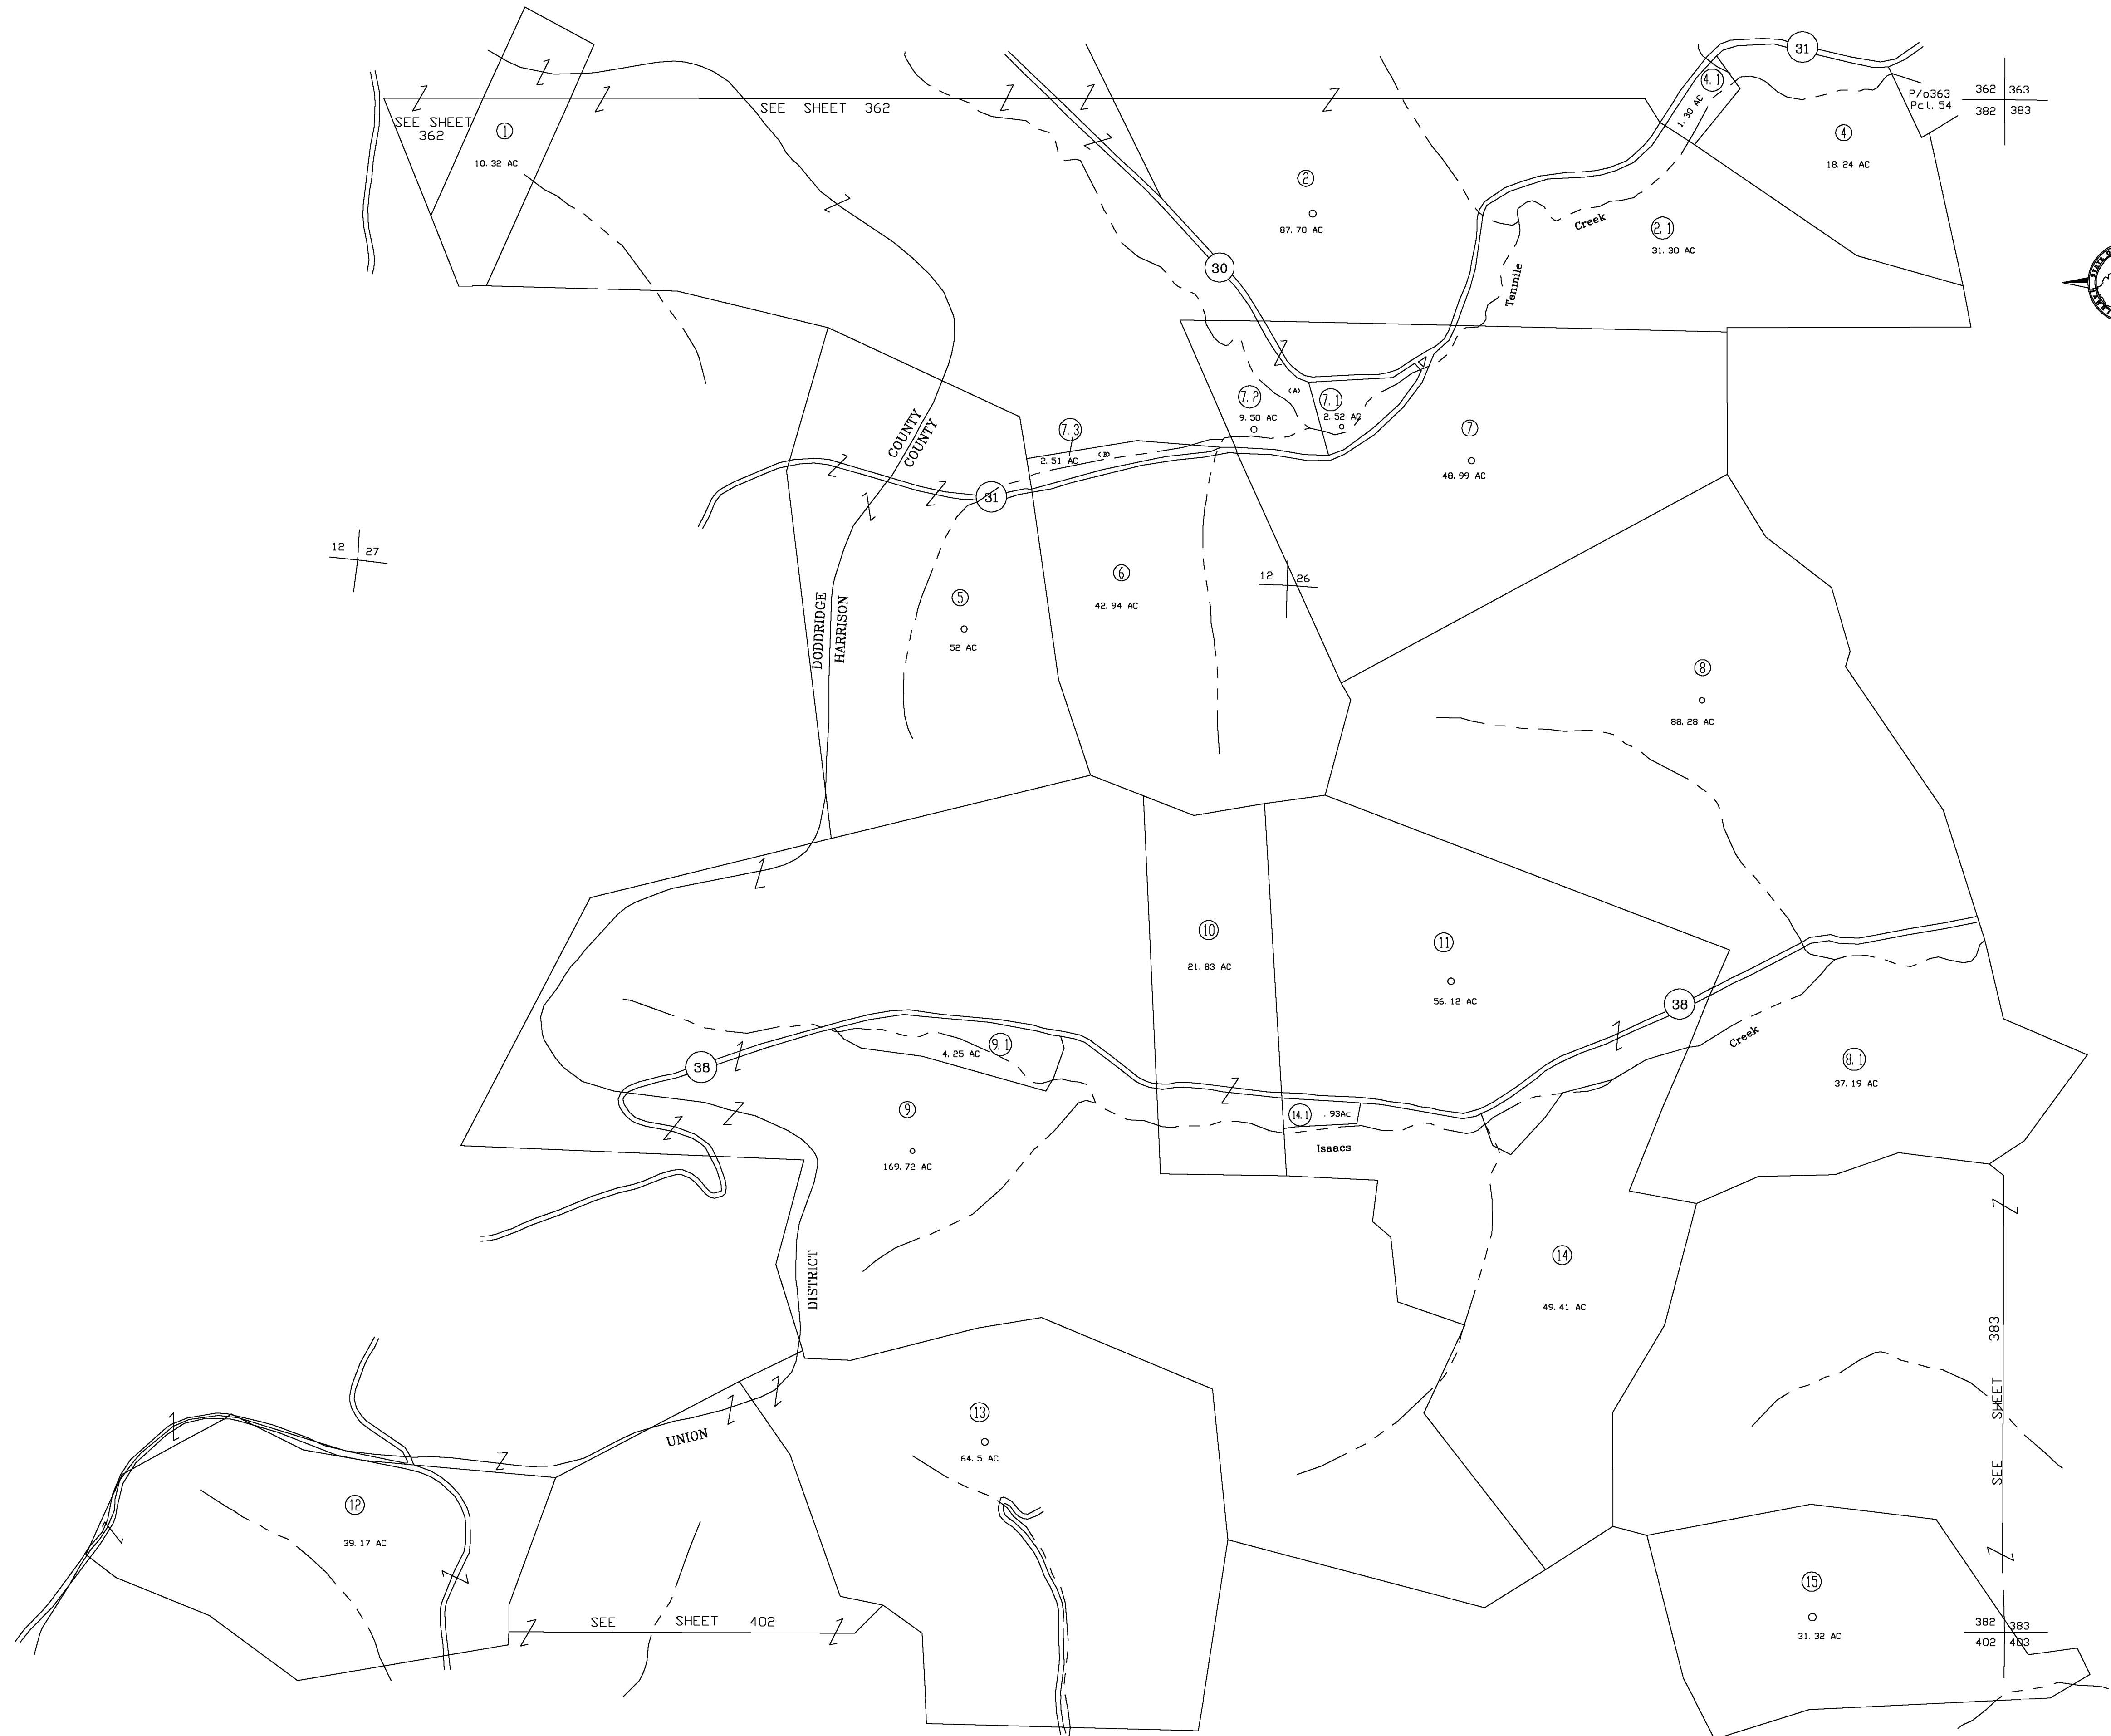 31
4.1
1.30 AC
P/o363
Pcl. 54
362 363
382 383
SEE SHEET 362
SEE SHEET
362
1
10.32 AC
2
87.70 AC
4
18.24 AC
2.1
31.30 AC
Creek
Tenmile
30
7.2
9.50 AC
(A)
7.1
2.52 AC
7
48.99 AC
7.3
2.51 AC
(B)
COUNTY
COUNTY
31
12 27
12 26
DODDRIDGE
HARRISON
5
52 AC
6
42.94 AC
8
88.28 AC
10
21.83 AC
11
56.12 AC
38
Creek
9.1
4.25 AC
38
8.1
37.19 AC
9
169.72 AC
14.1
.93Ac
Isaacs
DISTRICT
14
49.41 AC
SEE SHEET 383
13
64.5 AC
UNION
12
39.17 AC
15
31.32 AC
SEE SHEET 402
382 383
402 403